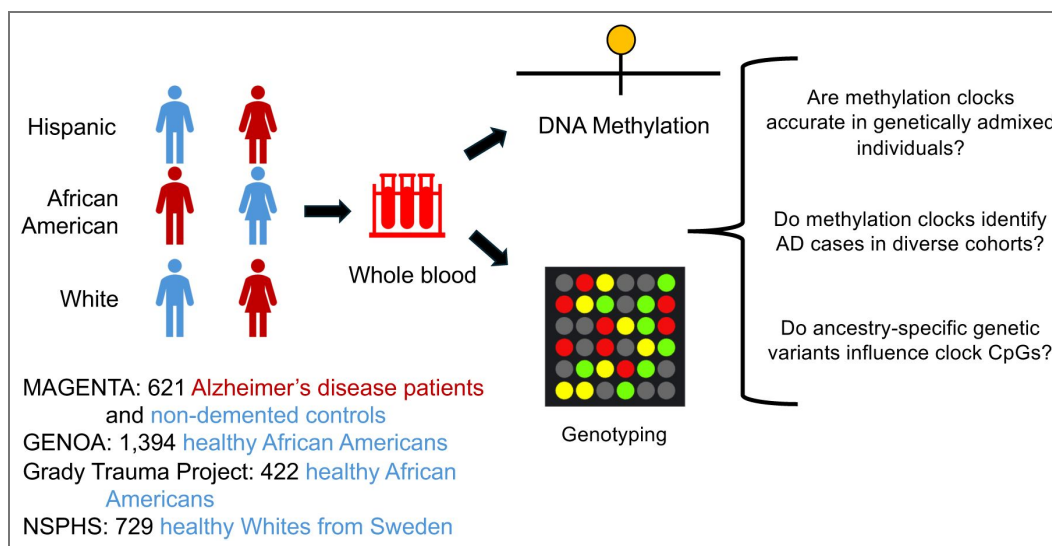 Hispanic
African
American
White
Whole blood
DNA Methylation
Genotyping
Are methylation clocks
accurate in genetically admixed
individuals?
Do methylation clocks identify
AD cases in diverse cohorts?
Do ancestry-specific genetic
variants influence clock CpGs?
MAGENTA: 621 Alzheimer’s disease patients
and non-demented controls
GENOA: 1,394 healthy African Americans
Grady Trauma Project: 422 healthy African
Americans
NSPHS: 729 healthy Whites from Sweden